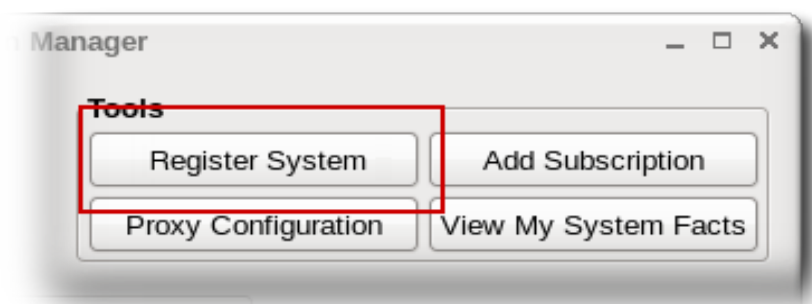 Manager
Tools
Register System
Add Subscription
Proxy Configuration
View My System Facts